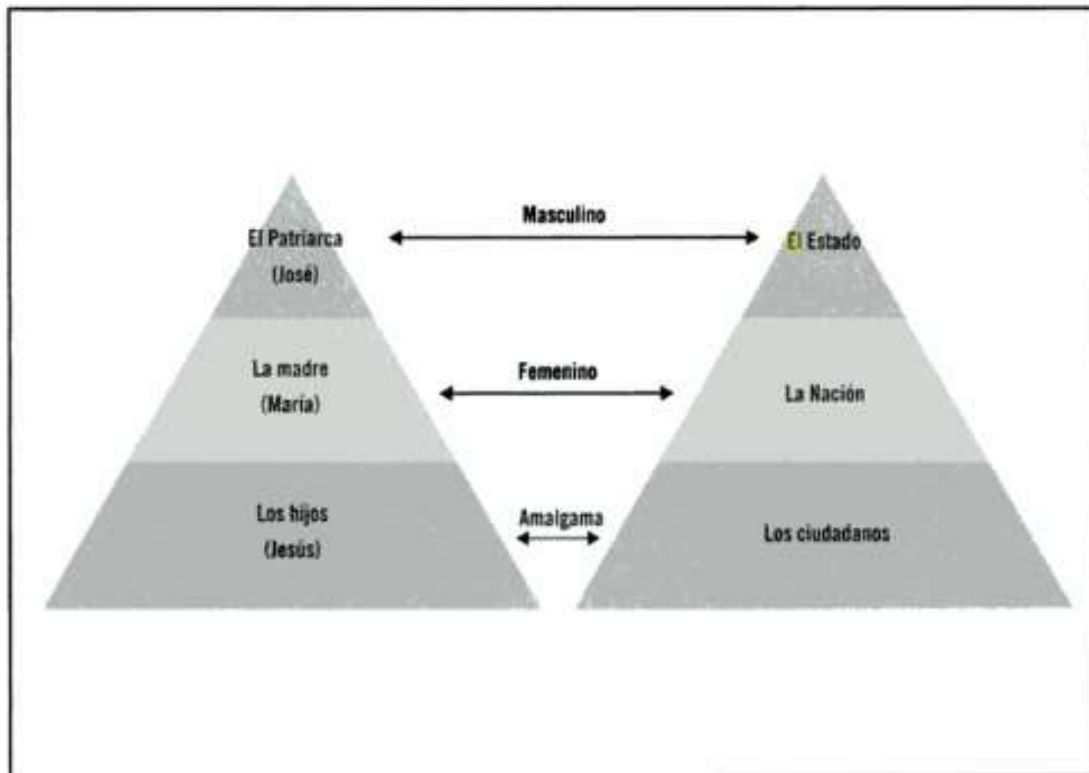 Masculino
El Patriarca
(José)
El Estado
La madre
(María)
Femenino
La Nación
Los hijos
(Jesús)
Amalgama
Los ciudadanos